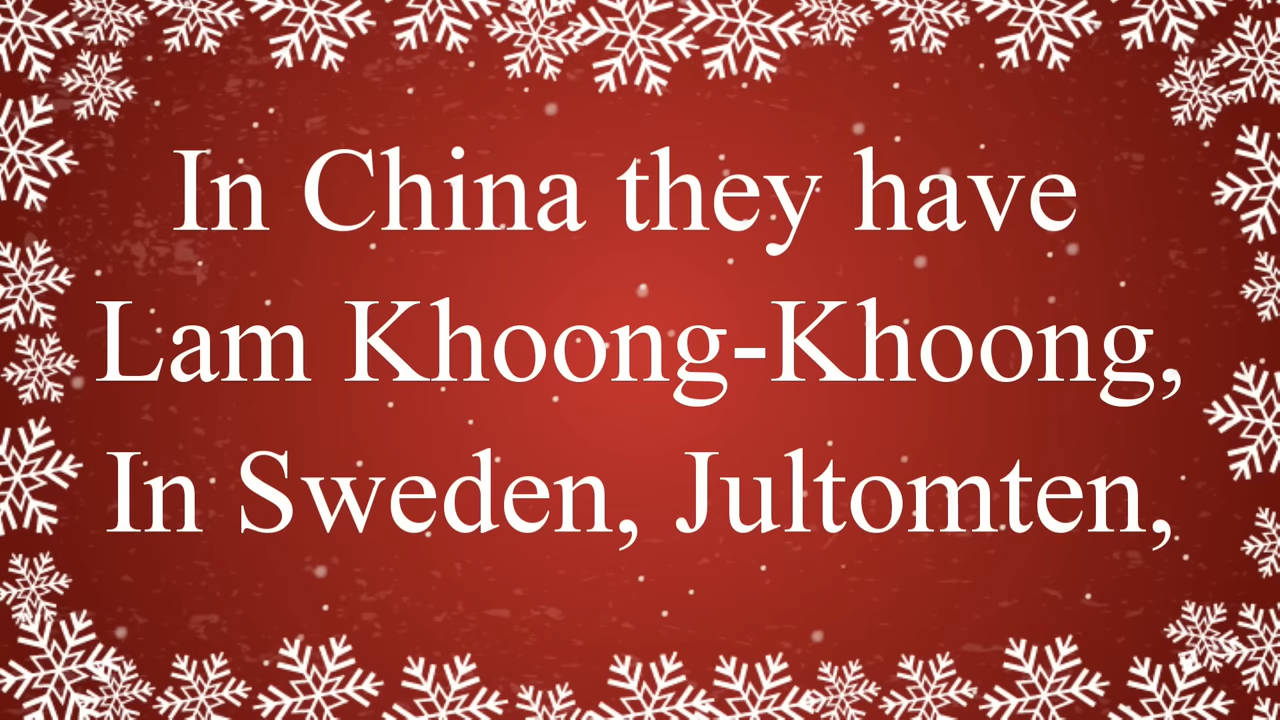 In China they have
Lam Khoong-Khoong,
In Sweden, Jultomten,